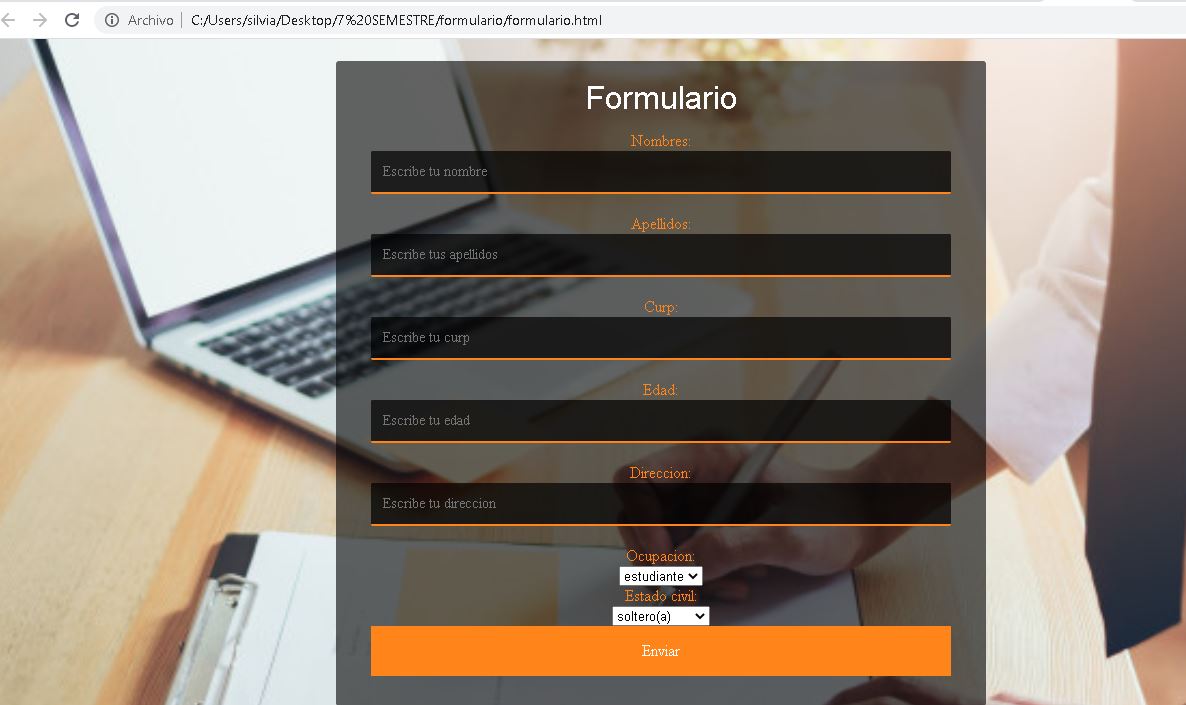 Archivo | C:/Users/silvia/Desktop/7%20SEMESTRE/formulario/formulario.html
Formulario
Nombres:
Escribe tu nombre
Apellidos:
Escribe tus apellidos
Curp:
Escribe tu curp
Edad:
Escribe tu edad
Direccion:
Escribe tu direccion
Ocupacion:
estudiante
Estado civil:
soltero(a)
Enviar